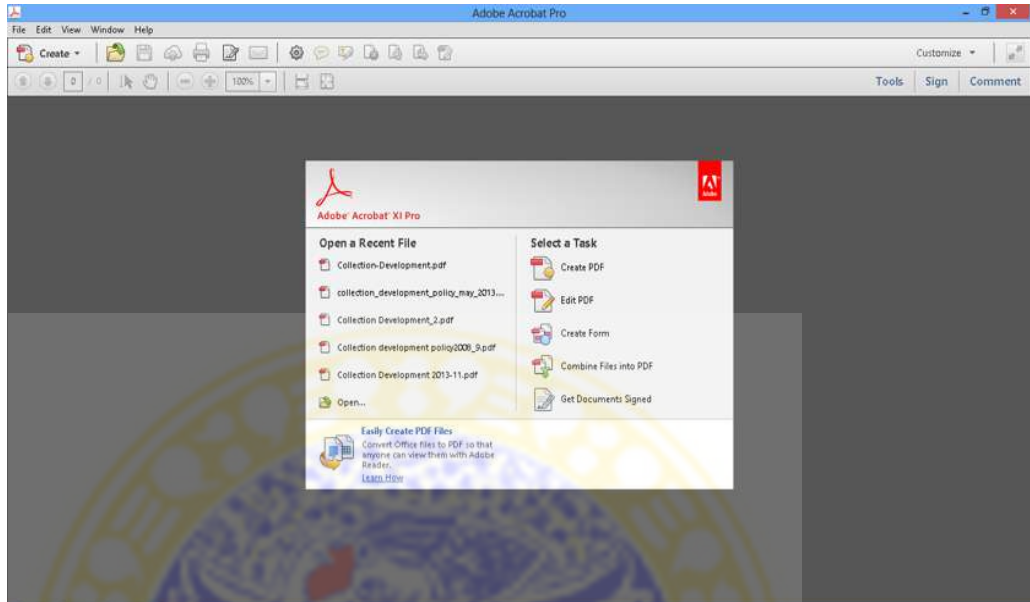 Adobe Acrobat Pro
File Edit View Window Help
Create
Customize
0 / 0
100%
Tools Sign Comment
Adobe Acrobat XI Pro
Adobe
Open a Recent File
Collection-Development.pdf
collection_development_policy_may_2013....
Collection Development_2.pdf
Collection development policy2008_9.pdf
Collection Development 2013-11.pdf
Open...
Select a Task
Create PDF
Edit PDF
Create Form
Combine Files into PDF
Get Documents Signed
Easily Create PDF Files
Convert Office files to PDF so that
anyone can view them with Adobe
Reader.
Learn How